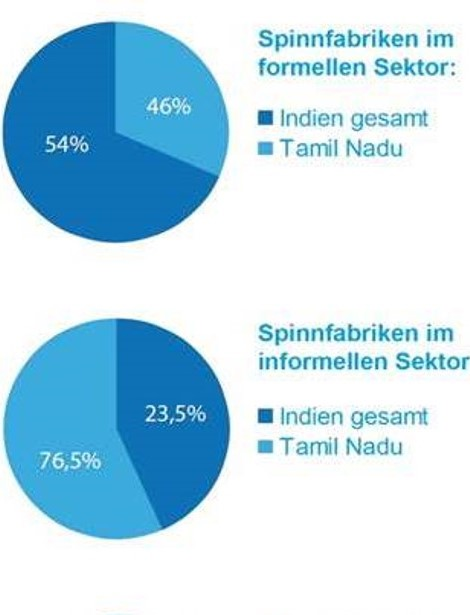 Spinnfabriken im
formellen Sektor:
46%
54%
Indien gesamt
Tamil Nadu
Spinnfabriken im
informellen Sektor
23,5%
76,5%
Indien gesamt
Tamil Nadu